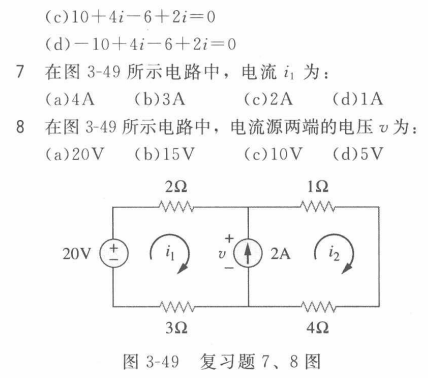 (c)10+4i-6+2i=0
(d)-10+4i-6+2i=0
7 在图 3-49 所示电路中，电流 i₁ 为：
(a)4A (b)3A (c)2A (d)1A
8 在图 3-49 所示电路中，电流源两端的电压 v 为：
(a)20V (b)15V (c)10V (d)5V
2Ω 1Ω
20V + - i₁ v + - 2A i₂
3Ω 4Ω
图 3-49 复习题 7、8 图